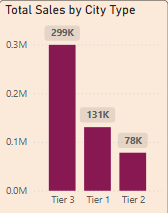 Total Sales by City Type
299K
0.3M
131K
0.2M
78K
0.1M
0.0M
Tier 3 Tier 1 Tier 2